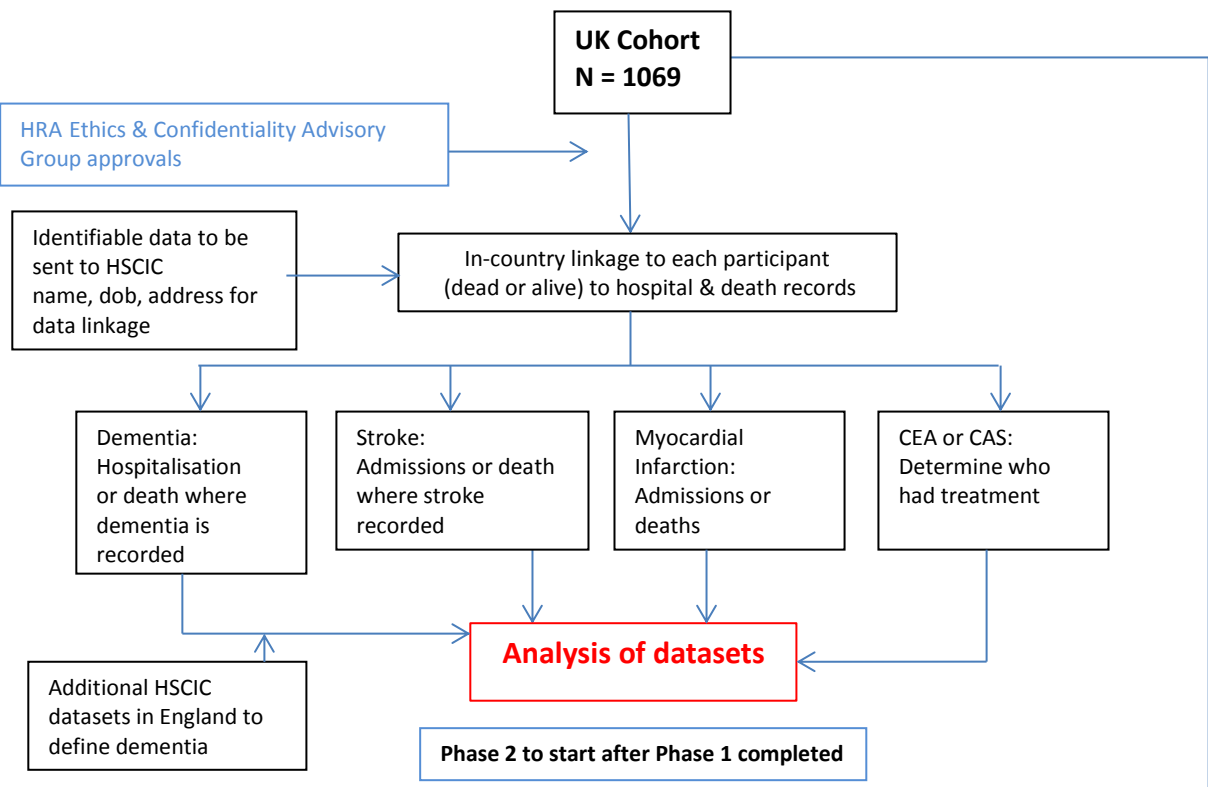 UK Cohort
N = 1069
HRA Ethics & Confidentiality Advisory
Group approvals
Identifiable data to be
sent to HSCIC
name, dob, address for
data linkage
In-country linkage to each participant
(dead or alive) to hospital & death records
Dementia:
Hospitalisation
or death where
dementia is
recorded
Stroke:
Admissions or death
where stroke
recorded
Myocardial
Infarction:
Admissions or
deaths
CEA or CAS:
Determine who
had treatment
Analysis of datasets
Additional HSCIC
datasets in England to
define dementia
Phase 2 to start after Phase 1 completed